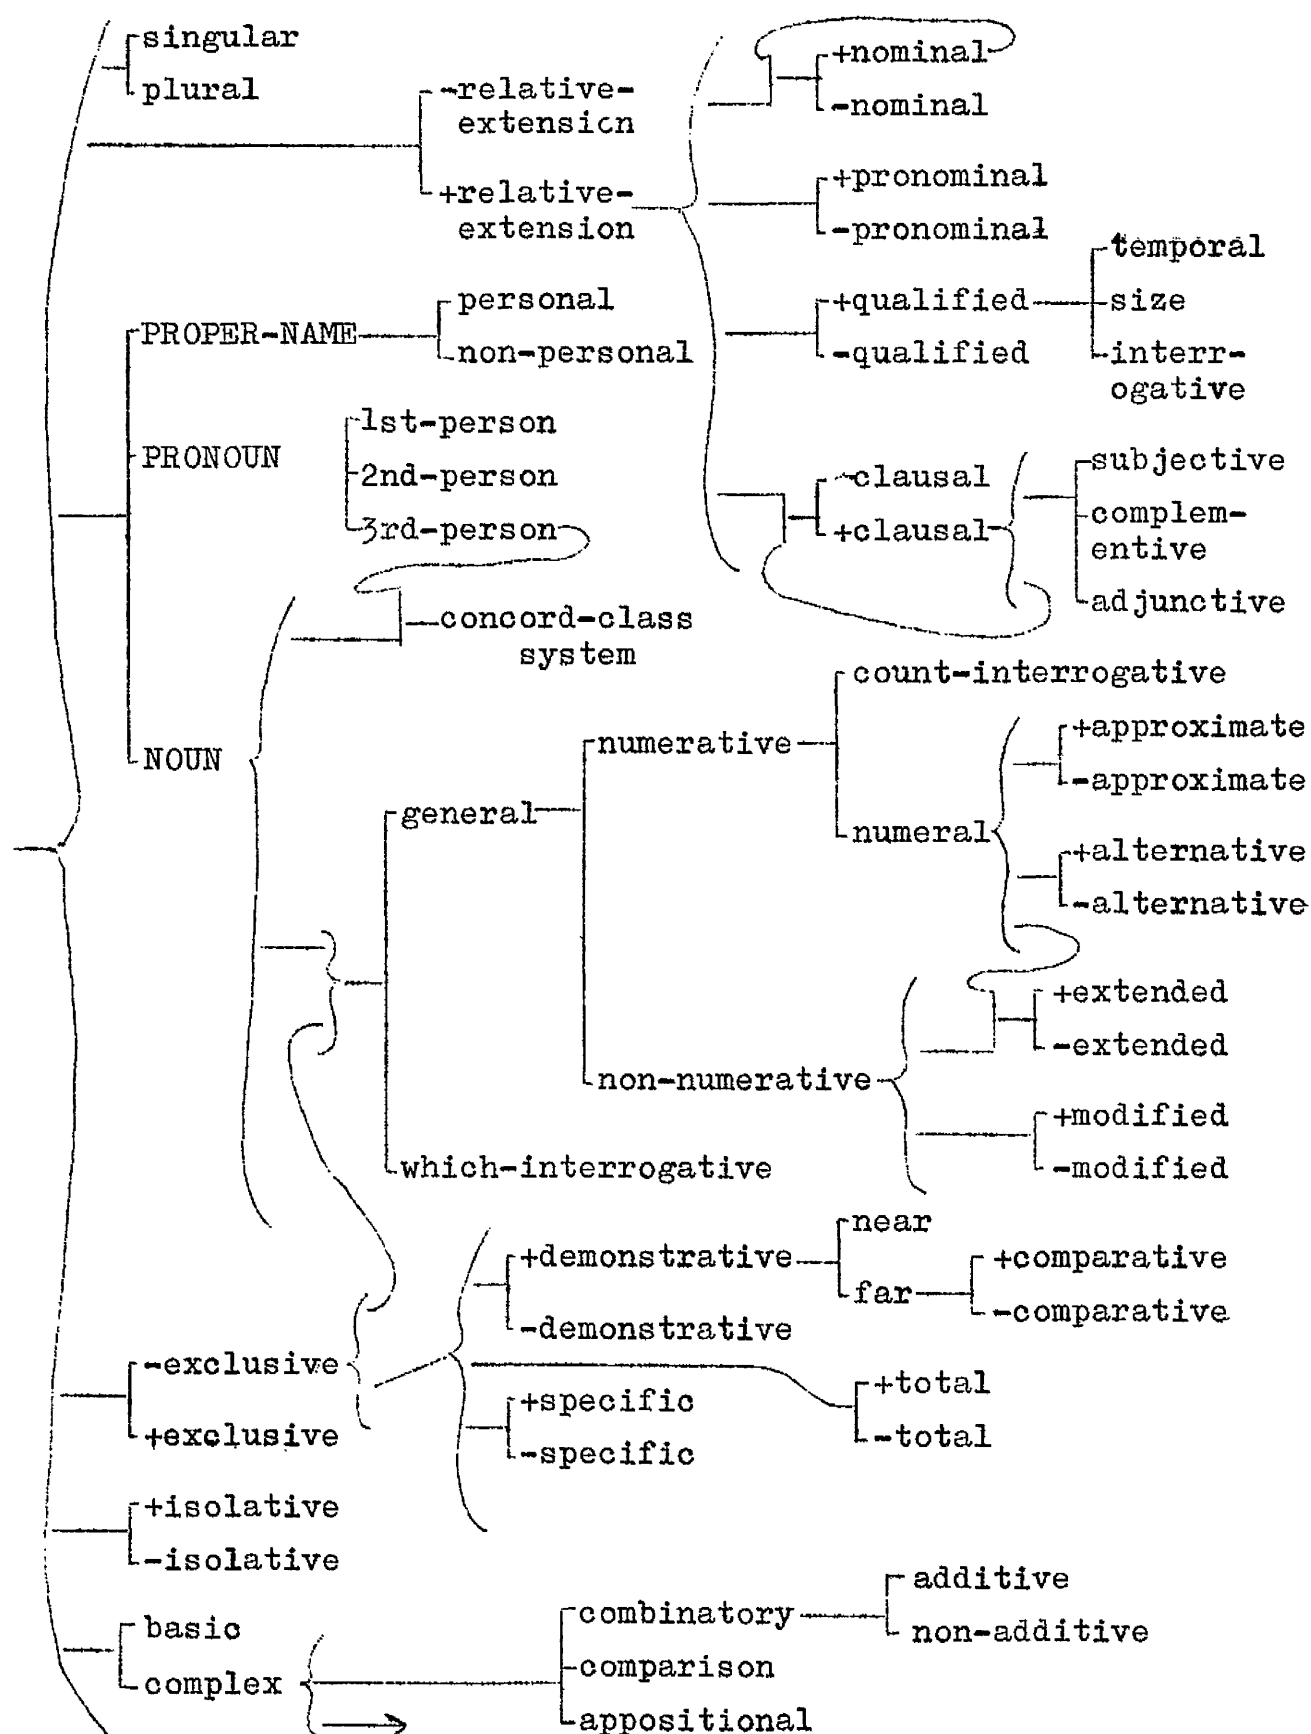 singular
plural
-relative-
extension
+relative-
extension
+nominal
-nominal
+pronominal
-pronominal
+qualified
-qualified
temporal
size
interr-
ogative
-clausal
+clausal
subjective
complem-
entive
adjunctive
PROPER-NAME
personal
non-personal
PRONOUN
1st-person
2nd-person
3rd-person
NOUN
concord-class
system
general
which-interrogative
numerative
non-numerative
count-interrogative
numeral
+approximate
-approximate
+alternative
-alternative
+extended
-extended
+modified
-modified
-exclusive
+exclusive
+demonstrative
-demonstrative
near
far
+comparative
-comparative
+total
-total
+specific
-specific
+isolative
-isolative
basic
complex
combinatory
comparison
appositional
additive
non-additive